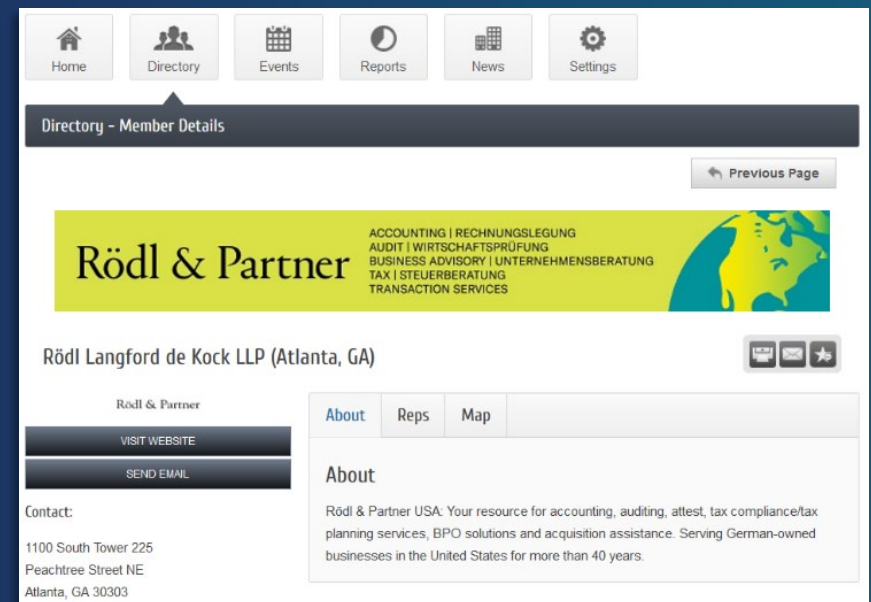 Home
Directory
Events
Reports
News
Settings
Directory - Member Details
Previous Page
Rödl & Partner
ACCOUNTING | RECHNUNGSLEGUNG
AUDIT | WIRTSCHAFTSPRÜFUNG
BUSINESS ADVISORY | UNTERNEHMENSBERATUNG
TAX | STEUERBERATUNG
TRANSACTION SERVICES
Rödl Langford de Kock LLP (Atlanta, GA)
Rödl & Partner
VISIT WEBSITE
SEND EMAIL
Contact:
1100 South Tower 225
Peachtree Street NE
Atlanta, GA 30303
About
Reps
Map
About
Rödl & Partner USA: Your resource for accounting, auditing, attest, tax compliance/tax
planning services, BPO solutions and acquisition assistance. Serving German-owned
businesses in the United States for more than 40 years.